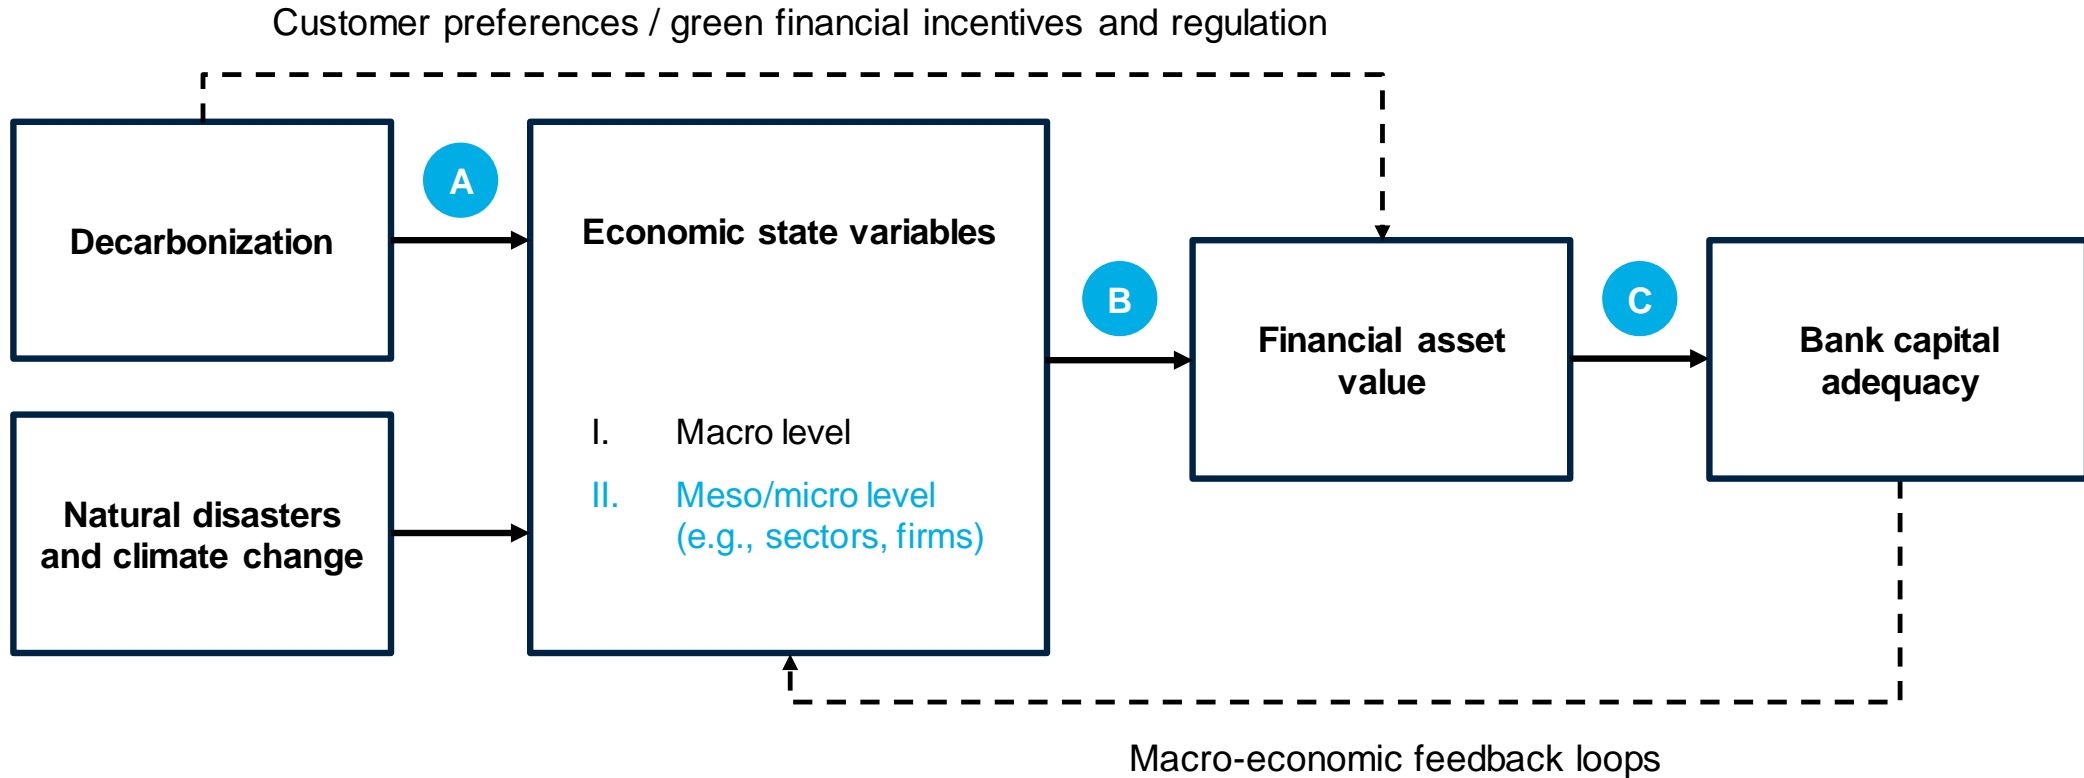 Customer preferences / green financial incentives and regulation
Decarbonization
A
Economic state variables
I. Macro level
II. Meso/micro level
(e.g., sectors, firms)
Natural disasters
and climate change
B
Financial asset
value
C
Bank capital
adequacy
Macro-economic feedback loops